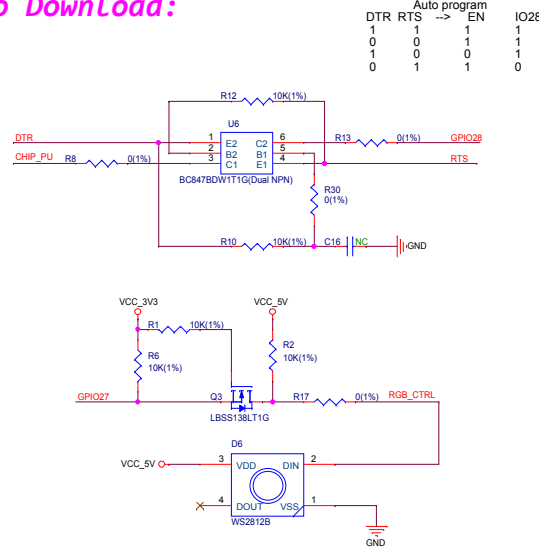 o Download:
Auto program
DTR RTS --> EN IO28
1 1 1 1
0 0 1 1
1 0 0 1
0 1 1 0
R12 10K(1%)
U6
DTR 1 E2 C2 6 R13 0(1%) GPIO28
2 B2 B1 5
CHIP_PU R8 0(1%) 3 C1 E1 4 RTS
BC847BDW1T1G(Dual NPN)
R30
0(1%)
R10 10K(1%) C16 NC GND
VCC_3V3 VCC_5V
R1 10K(1%)
R6
10K(1%)
R2
10K(1%)
GPIO27 Q3 R17 0(1%) RGB_CTRL
LBSS138LT1G
D6
VCC_5V 3 VDD DIN 2
4 DOUT VSS 1
WS2812B
GND